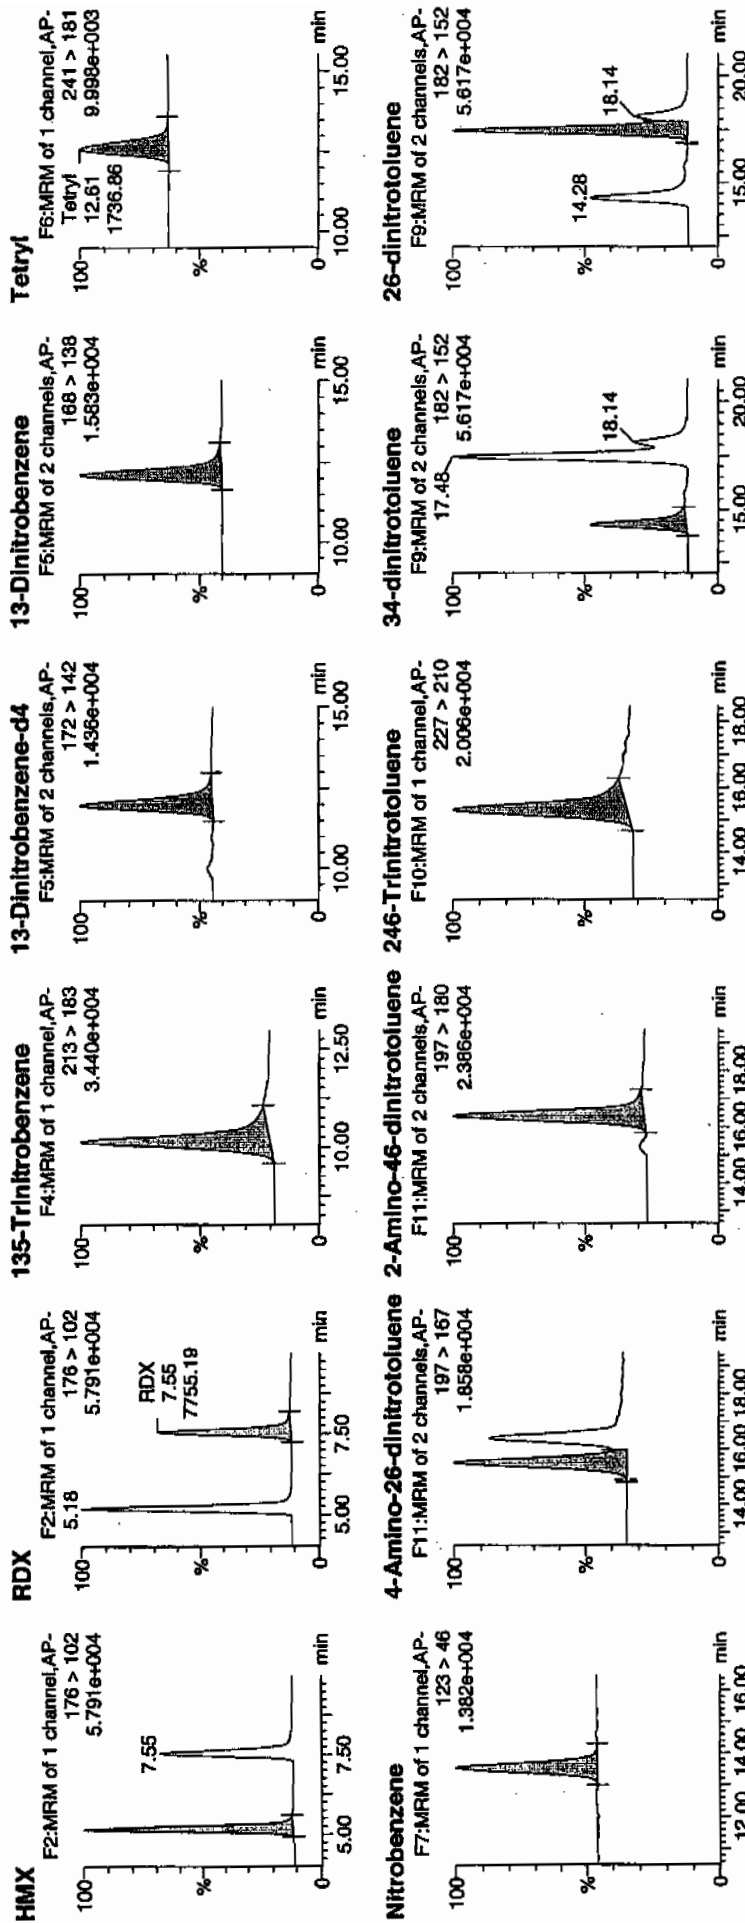 HMX
F2:MRM of 1 channel,AP-
176 > 102
5.791e+004
100
7.55
%
0
5.00
7.50
min
RDX
F2:MRM of 1 channel,AP-
176 > 102
5.791e+004
100
5.18
RDX
7.55
7755.19
%
0
5.00
7.50
min
135-Trinitrobenzene
F4:MRM of 1 channel,AP-
213 > 183
3.440e+004
100
%
0
10.00
12.50
min
13-Dinitrobenzene-d4
F5:MRM of 2 channels,AP-
172 > 142
1.436e+004
100
%
0
10.00
15.00
min
13-Dinitrobenzene
F5:MRM of 2 channels,AP-
168 > 138
1.583e+004
100
%
0
10.00
15.00
min
Tetryl
F6:MRM of 1 channel,AP-
241 > 181
9.998e+003
100
Tetryl
12.61
1736.86
%
0
10.00
15.00
min
Nitrobenzene
F7:MRM of 1 channel,AP-
123 > 46
1.382e+004
100
%
0
12.00
14.00
16.00
min
4-Amino-26-dinitrotoluene
F11:MRM of 2 channels,AP-
197 > 167
1.858e+004
100
%
0
14.00
16.00
18.00
min
2-Amino-46-dinitrotoluene
F11:MRM of 2 channels,AP-
197 > 180
2.386e+004
100
%
0
14.00
16.00
18.00
min
246-Trinitrotoluene
F10:MRM of 1 channel,AP-
227 > 210
2.006e+004
100
%
0
14.00
16.00
18.00
min
34-dinitrotoluene
F9:MRM of 2 channels,AP-
182 > 152
5.617e+004
100
17.48
18.14
%
0
15.00
20.00
min
26-dinitrotoluene
F9:MRM of 2 channels,AP-
182 > 152
5.617e+004
100
14.28
18.14
%
0
15.00
20.00
min